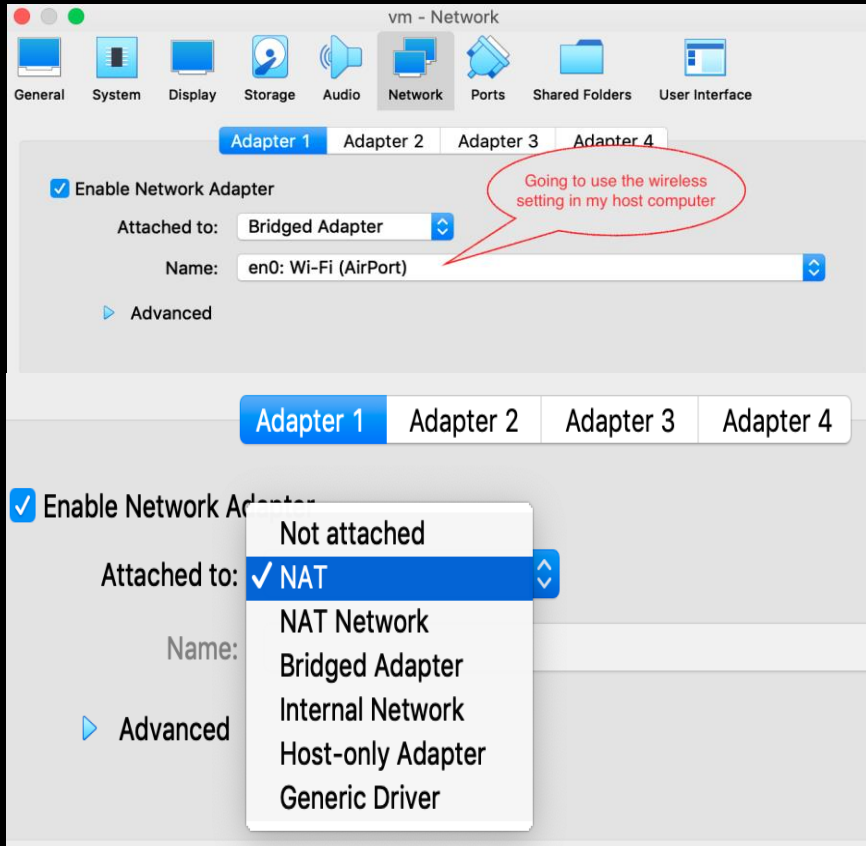 vm - Network
General System Display Storage Audio Network Ports Shared Folders User Interface
Adapter 1 Adapter 2 Adapter 3 Adapter 4
Enable Network Adapter
Going to use the wireless
setting in my host computer
Attached to: Bridged Adapter
Name: en0: Wi-Fi (AirPort)
Advanced
Adapter 1 Adapter 2 Adapter 3 Adapter 4
Enable Network Adapter
Not attached
Attached to: NAT
NAT Network
Name:
Bridged Adapter
Internal Network
Advanced
Host-only Adapter
Generic Driver